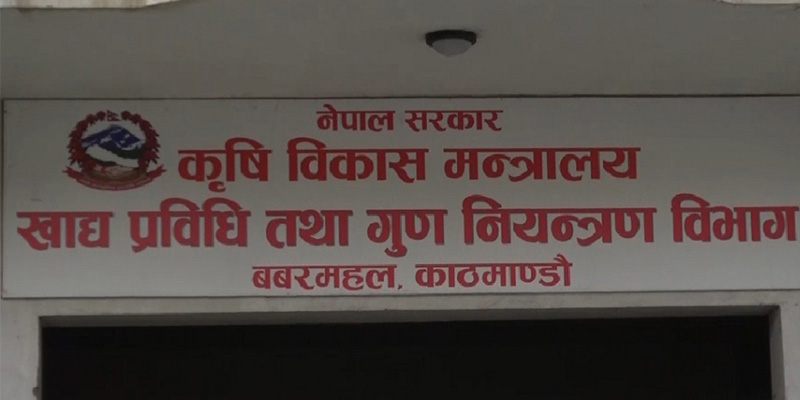 नेपाल सरकार
कृषि विकास मन्त्रालय
खाद्य प्रविधि तथा गुण नियन्त्रण विभाग
बबरमहल, काठमाण्डौ